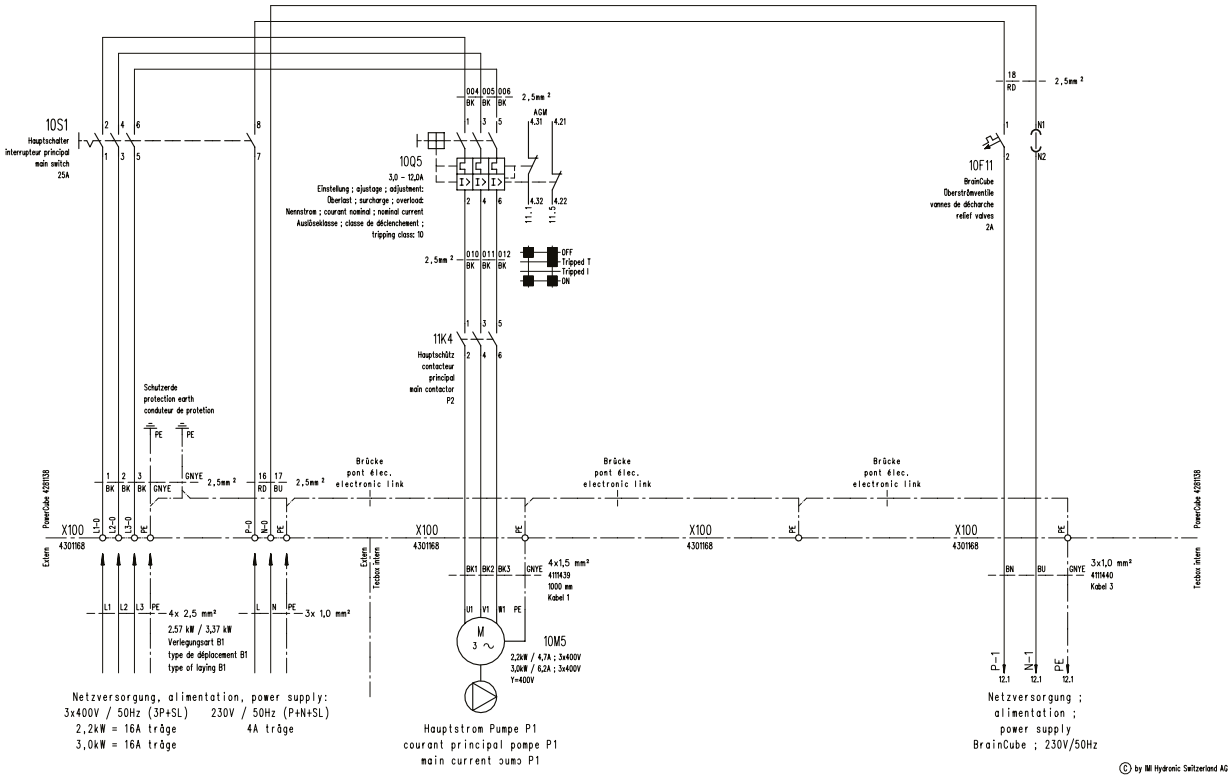 004 005 006
BK BK BK
2,5mm²
18
RD
2,5mm²
AGM
4.31 4.21
10S1
Hauptschalter
interrupteur principal
main switch
25A
2 4 6
1 3 5
8
7
1 3 5
10Q5
3,0 - 12,0A
Einstellung ; ajustage ; adjustment:
Überlast ; surcharge ; overload:
Nennstrom ; courant nominal ; nominal current
Auslöseklasse ; classe de déclenchement ;
tripping class: 10
I> I> I>
2 4 6
4.32 4.22
11.1 11.5
1
2
N1
N2
10F11
BrainCube
Überströmventile
vannes de décharche
relief valves
2A
2,5mm²
010 011 012
BK BK BK
OFF
Tripped T
Tripped I
ON
11K4
1 3 5
2 4 6
Hauptschütz
contacteur
principal
main contactor
P2
Schutzerde
protection earth
conduteur de protetion
PE PE
1 2 3
BK BK BK GNYE
GNYE
2,5mm²
16 17
RD BU
2,5mm²
Brücke
pont élec.
electronic link
Brücke
pont élec.
electronic link
Brücke
pont élec.
electronic link
PowerCube 4281138
PowerCube 4281138
X100
4301168
L1-0 L2-0 L3-0 PE
P-0 N-0 PE
X100
4301168
PE
X100
4301168
PE
X100
4301168
PE
Extern
Extern
Tecbox intern
Tecbox intern
BK1 BK2 BK3 GNYE
4x1,5 mm²
4111439
1000 mm
Kabel 1
BN BU GNYE
3x1,0 mm²
4111440
Kabel 3
L1 L2 L3 PE
4x 2,5 mm²
L N PE
3x 1,0 mm²
2.57 kW / 3,37 kW
Verlegungsart B1
type de déplacement B1
type of laying B1
U1 V1 W1 PE
M
3 ~
10M5
2,2kW / 4,7A ; 3x400V
3,0kW / 6,2A ; 3x400V
Y=400V
P-1 N-1 PE
12.1 12.1 12.1
Netzversorgung, alimentation, power supply:
3x400V / 50Hz (3P+SL) 230V / 50Hz (P+N+SL)
2,2kW = 16A träge 4A träge
3,0kW = 16A träge
Hauptstrom Pumpe P1
courant principal pompe P1
main current pump P1
Netzversorgung ;
alimentation ;
power supply
BrainCube ; 230V/50Hz
© by IMI Hydronic Switzerland AG